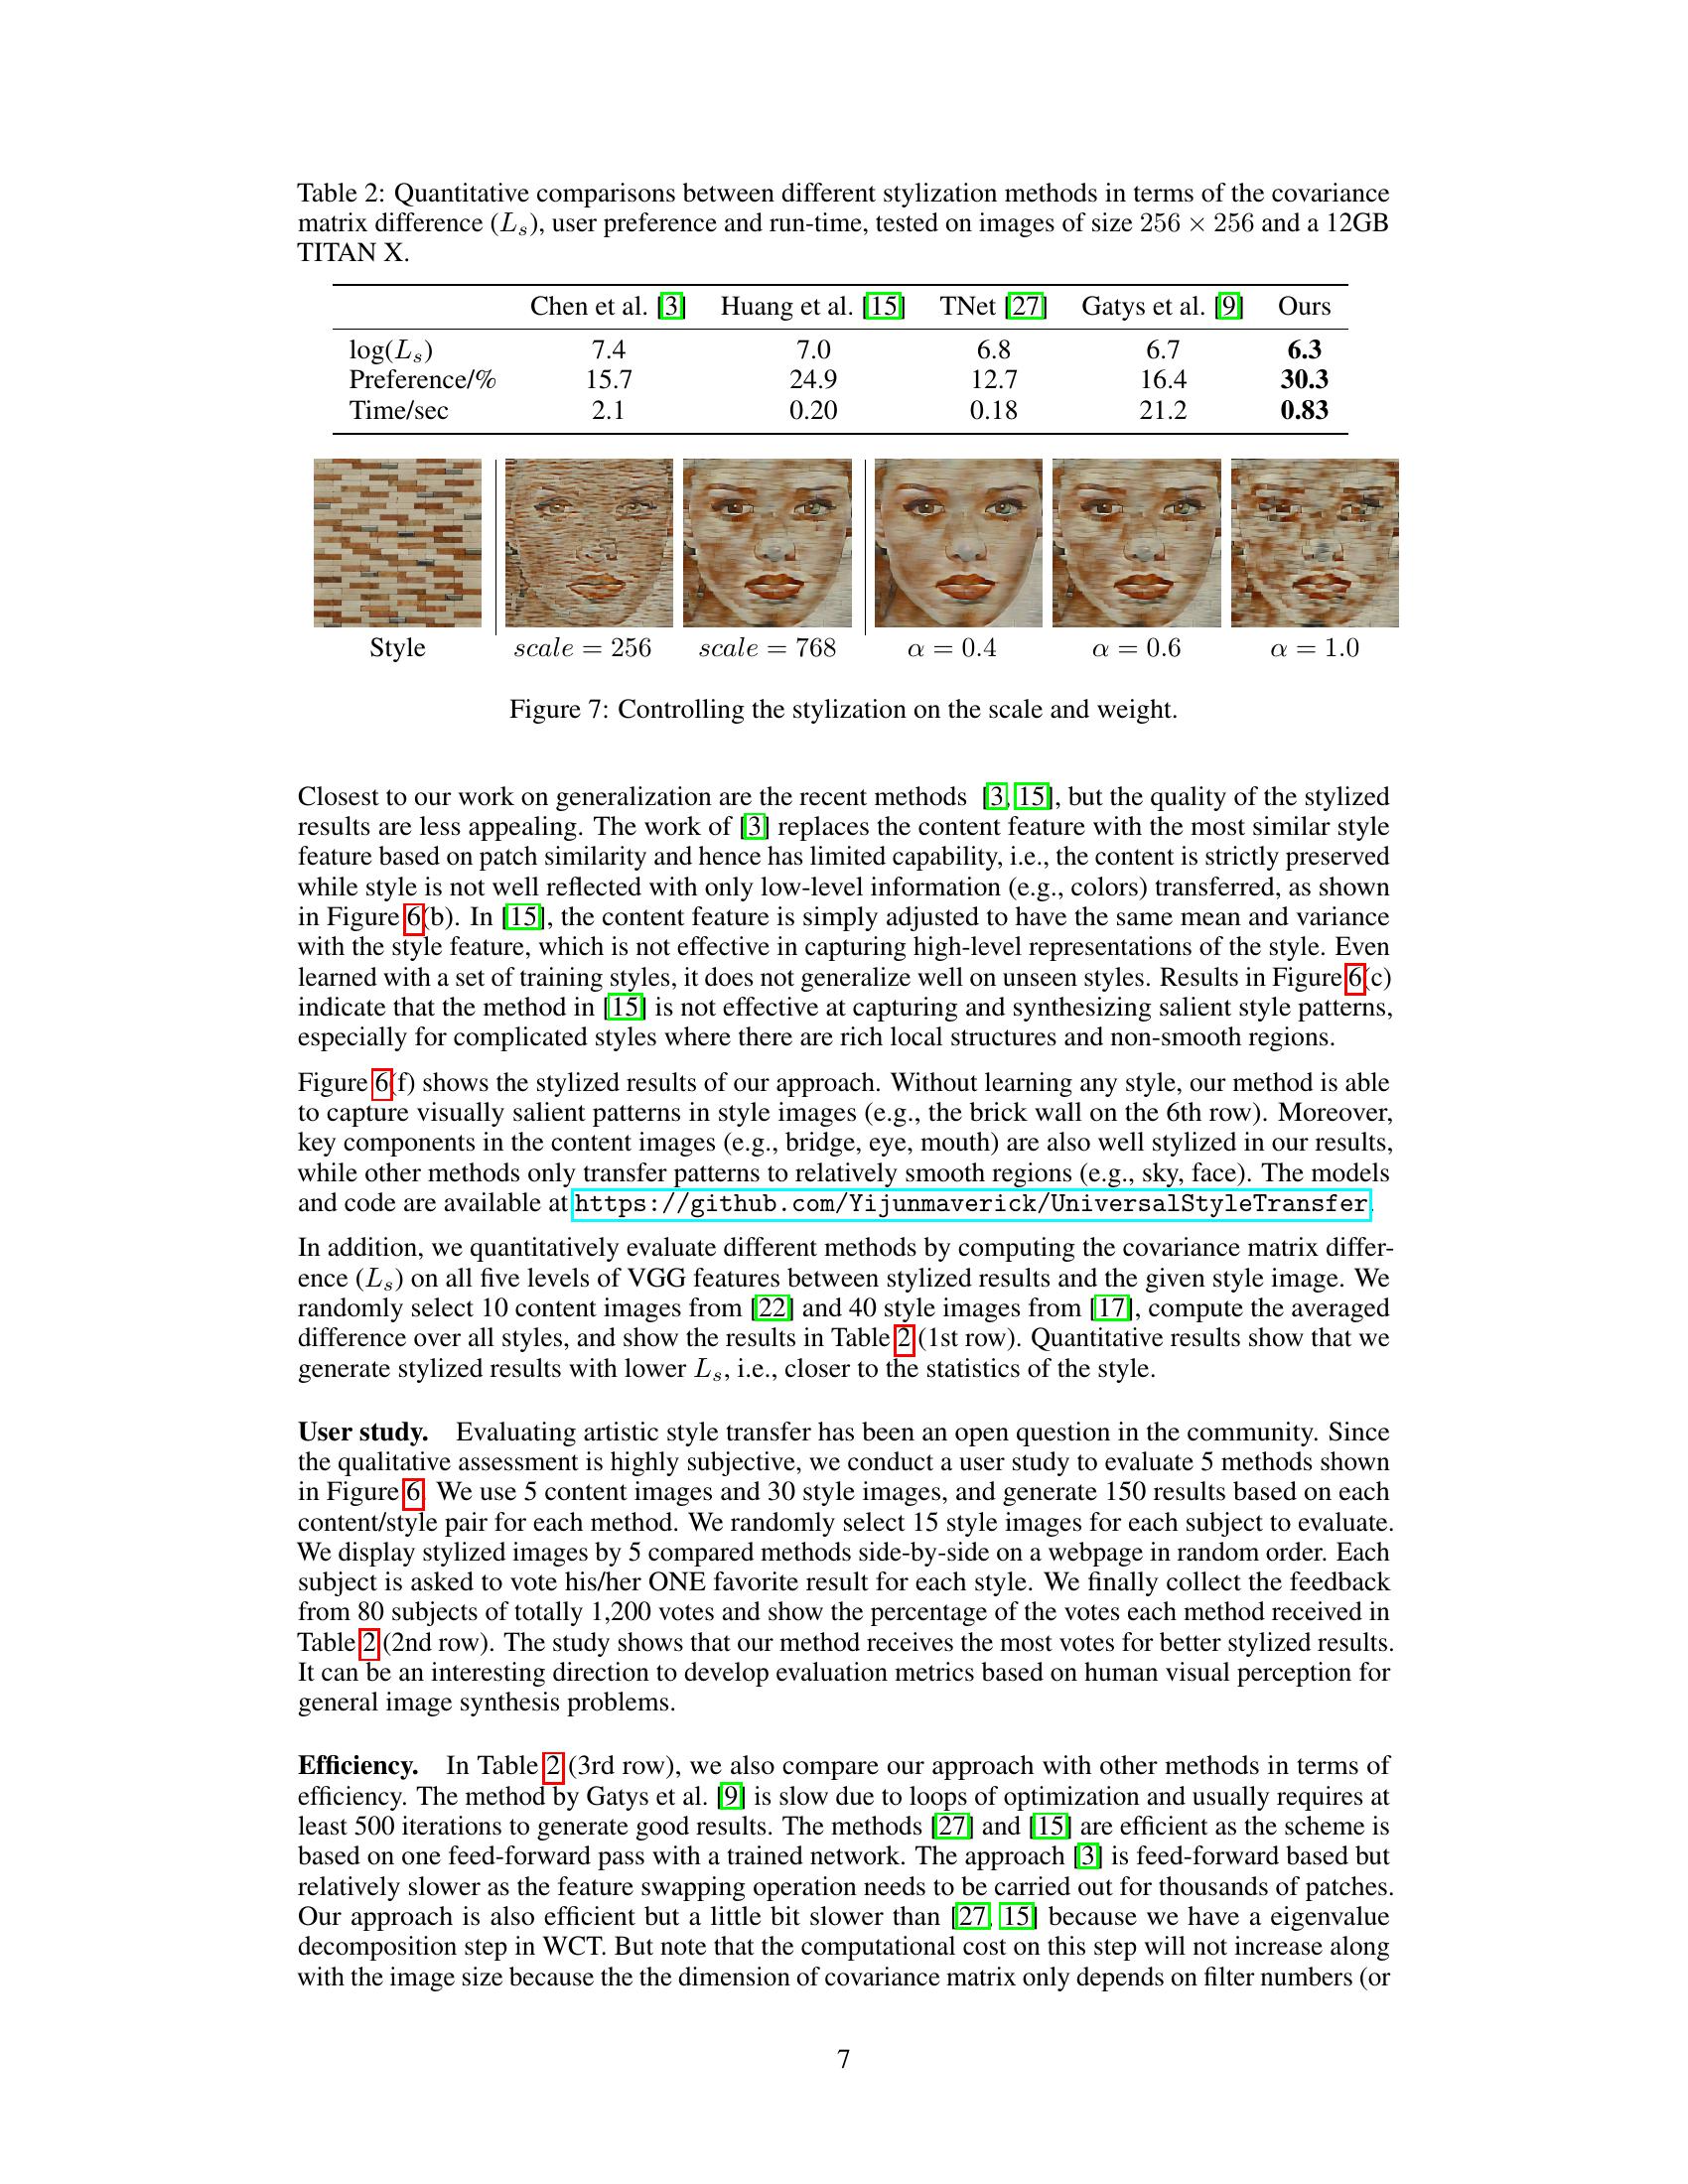 Table 2: Quantitative comparisons between different stylization methods in terms of the covariance
matrix difference (Ls), user preference and run-time, tested on images of size 256 × 256 and a 12GB
TITAN X.
Chen et al. [3] Huang et al. [15] TNet [27] Gatys et al. [9] Ours
log(Ls) 7.4 7.0 6.8 6.7 6.3
Preference/% 15.7 24.9 12.7 16.4 30.3
Time/sec 2.1 0.20 0.18 21.2 0.83
Style scale = 256 scale = 768 α = 0.4 α = 0.6 α = 1.0
Figure 7: Controlling the stylization on the scale and weight.
Closest to our work on generalization are the recent methods [3, 15], but the quality of the stylized
results are less appealing. The work of [3] replaces the content feature with the most similar style
feature based on patch similarity and hence has limited capability, i.e., the content is strictly preserved
while style is not well reflected with only low-level information (e.g., colors) transferred, as shown
in Figure 6(b). In [15], the content feature is simply adjusted to have the same mean and variance
with the style feature, which is not effective in capturing high-level representations of the style. Even
learned with a set of training styles, it does not generalize well on unseen styles. Results in Figure 6(c)
indicate that the method in [15] is not effective at capturing and synthesizing salient style patterns,
especially for complicated styles where there are rich local structures and non-smooth regions.
Figure 6(f) shows the stylized results of our approach. Without learning any style, our method is able
to capture visually salient patterns in style images (e.g., the brick wall on the 6th row). Moreover,
key components in the content images (e.g., bridge, eye, mouth) are also well stylized in our results,
while other methods only transfer patterns to relatively smooth regions (e.g., sky, face). The models
and code are available at https://github.com/Yijunmaverick/UniversalStyleTransfer.
In addition, we quantitatively evaluate different methods by computing the covariance matrix differ-
ence (Ls) on all five levels of VGG features between stylized results and the given style image. We
randomly select 10 content images from [22] and 40 style images from [17], compute the averaged
difference over all styles, and show the results in Table 2 (1st row). Quantitative results show that we
generate stylized results with lower Ls, i.e., closer to the statistics of the style.
User study. Evaluating artistic style transfer has been an open question in the community. Since
the qualitative assessment is highly subjective, we conduct a user study to evaluate 5 methods shown
in Figure 6. We use 5 content images and 30 style images, and generate 150 results based on each
content/style pair for each method. We randomly select 15 style images for each subject to evaluate.
We display stylized images by 5 compared methods side-by-side on a webpage in random order. Each
subject is asked to vote his/her ONE favorite result for each style. We finally collect the feedback
from 80 subjects of totally 1,200 votes and show the percentage of the votes each method received in
Table 2 (2nd row). The study shows that our method receives the most votes for better stylized results.
It can be an interesting direction to develop evaluation metrics based on human visual perception for
general image synthesis problems.
Efficiency. In Table 2 (3rd row), we also compare our approach with other methods in terms of
efficiency. The method by Gatys et al. [9] is slow due to loops of optimization and usually requires at
least 500 iterations to generate good results. The methods [27] and [15] are efficient as the scheme is
based on one feed-forward pass with a trained network. The approach [3] is feed-forward based but
relatively slower as the feature swapping operation needs to be carried out for thousands of patches.
Our approach is also efficient but a little bit slower than [27, 15] because we have a eigenvalue
decomposition step in WCT. But note that the computational cost on this step will not increase along
with the image size because the the dimension of covariance matrix only depends on filter numbers (or
7